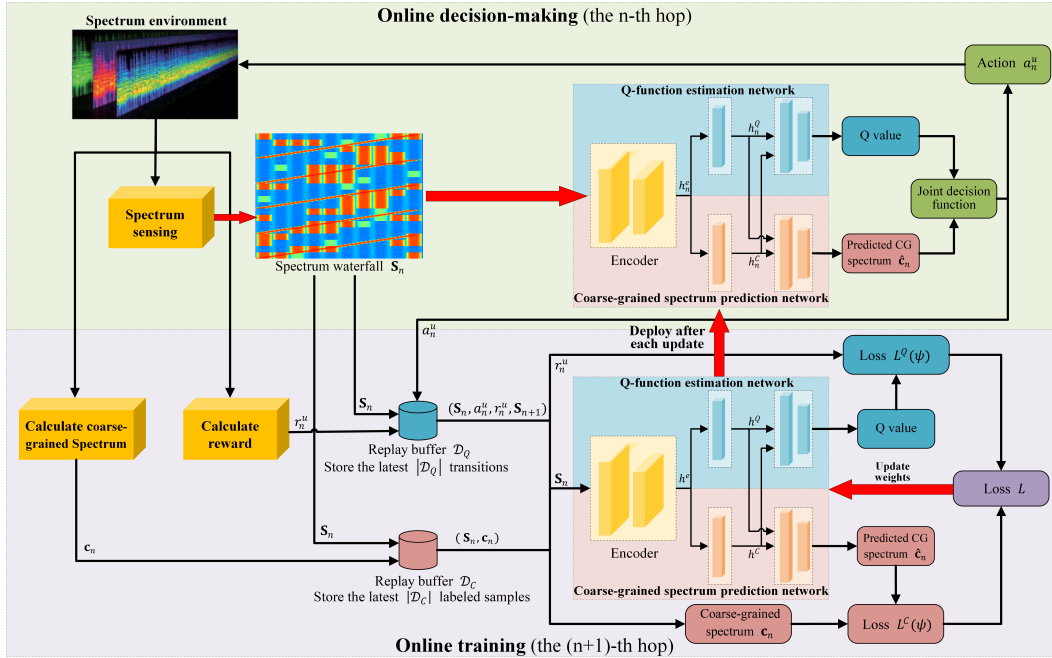 Online decision-making (the n-th hop)
Spectrum environment
Action a_n^u
Q-function estimation network
h_n^Q
Q value
Spectrum
sensing
h_n^e
Joint decision
function
Encoder
h_n^C
Predicted CG
spectrum ĉ_n
Spectrum waterfall S_n
Coarse-grained spectrum prediction network
a_n^u
Deploy after
each update
r_n^u
Loss L^Q(ψ)
Q-function estimation network
Calculate coarse-
grained Spectrum
Calculate
reward
r_n^u
S_n
(S_n, a_n^u, r_n^u, S_{n+1})
h^Q
Q value
Replay buffer D_Q
Store the latest |D_Q| transitions
S_n
h^e
Update
weights
Loss L
S_n
(S_n, c_n)
c_n
Encoder
h^C
Predicted CG
spectrum ĉ_n
Replay buffer D_C
Store the latest |D_C| labeled samples
Coarse-grained spectrum prediction network
Coarse-grained
spectrum c_n
Loss L^C(ψ)
Online training (the (n+1)-th hop)